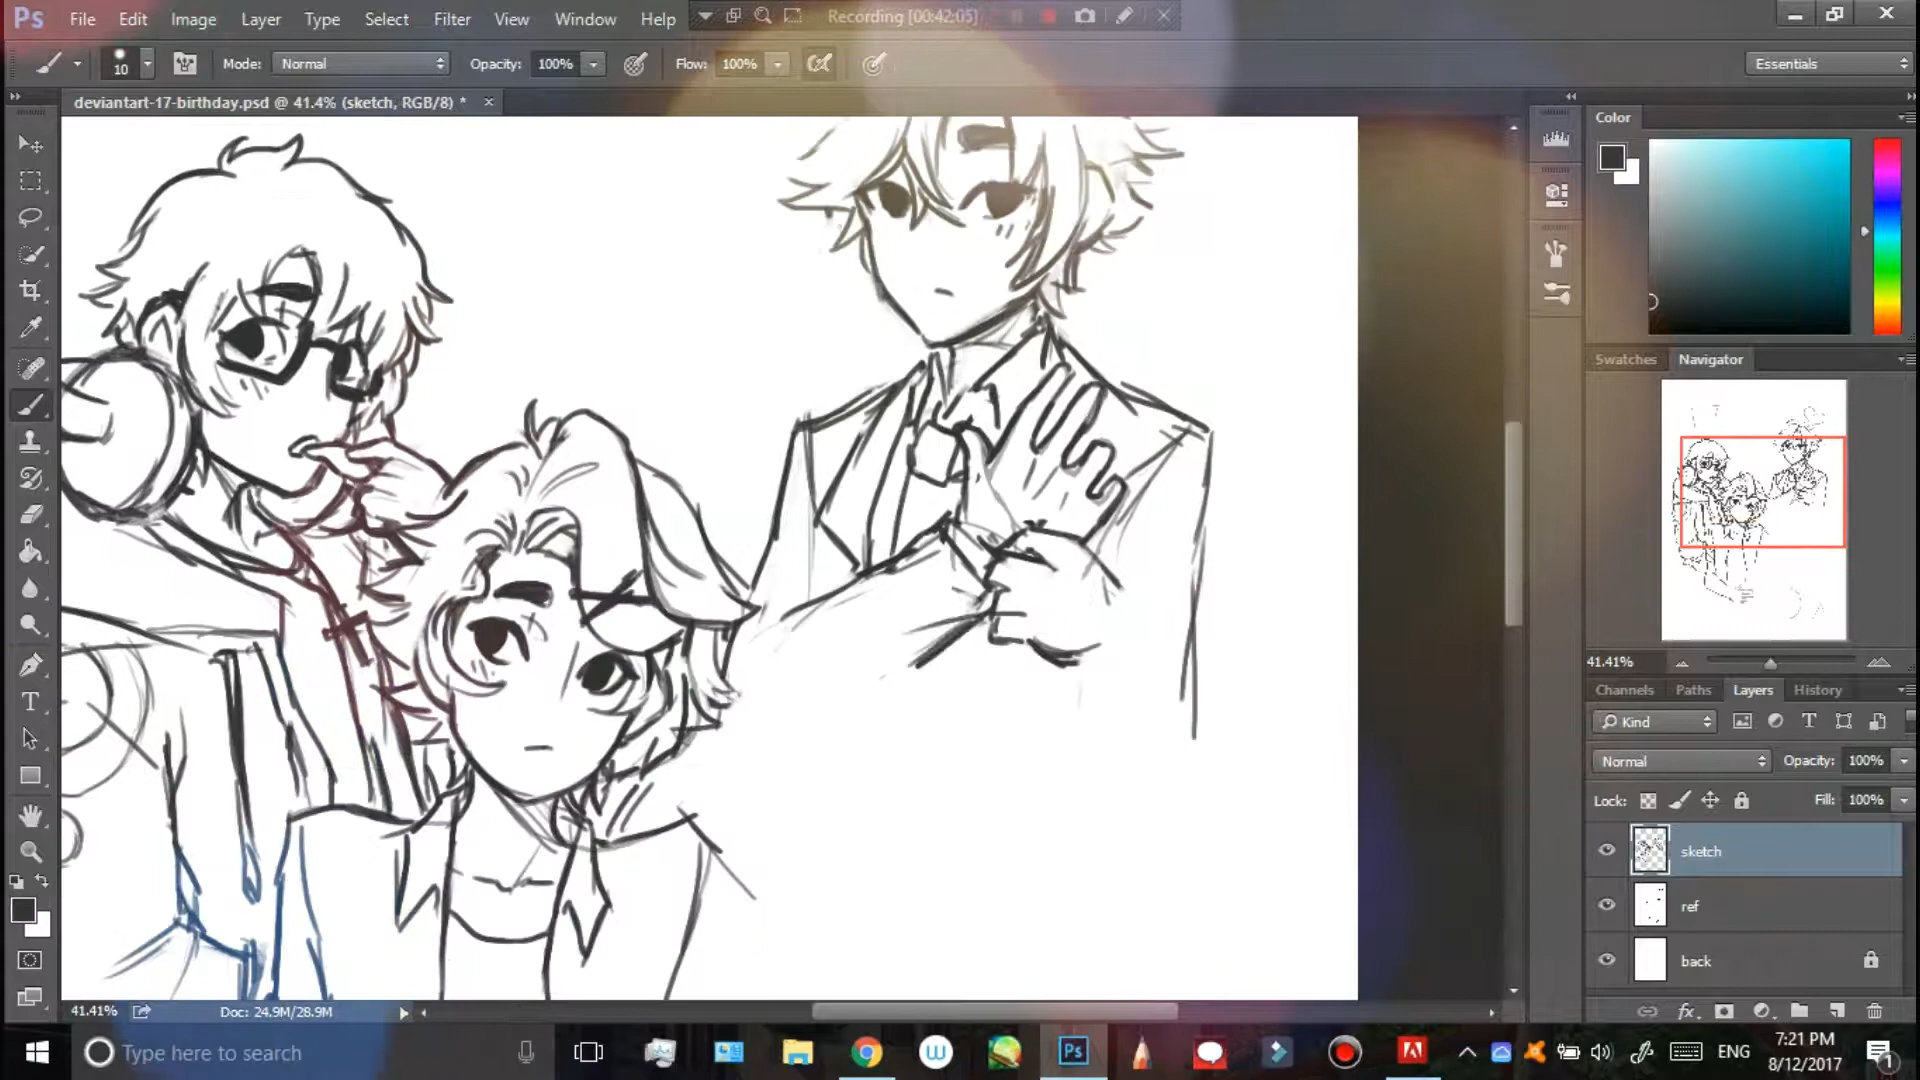 Ps File Edit Image Layer Type Select Filter View Window Help Recording [00:42:05]
10 Mode: Normal Opacity: 100% Flow: 100% Essentials
deviantart-17-birthday.psd @ 41.4% (sketch, RGB/8) *
Color
Swatches Navigator
41.41%
Channels Paths Layers History
Kind
Normal Opacity: 100%
Lock: Fill: 100%
sketch
ref
back
fx
41.41% Doc: 24.9M/28.9M
Type here to search Ps ENG 7:21 PM
8/12/2017 1